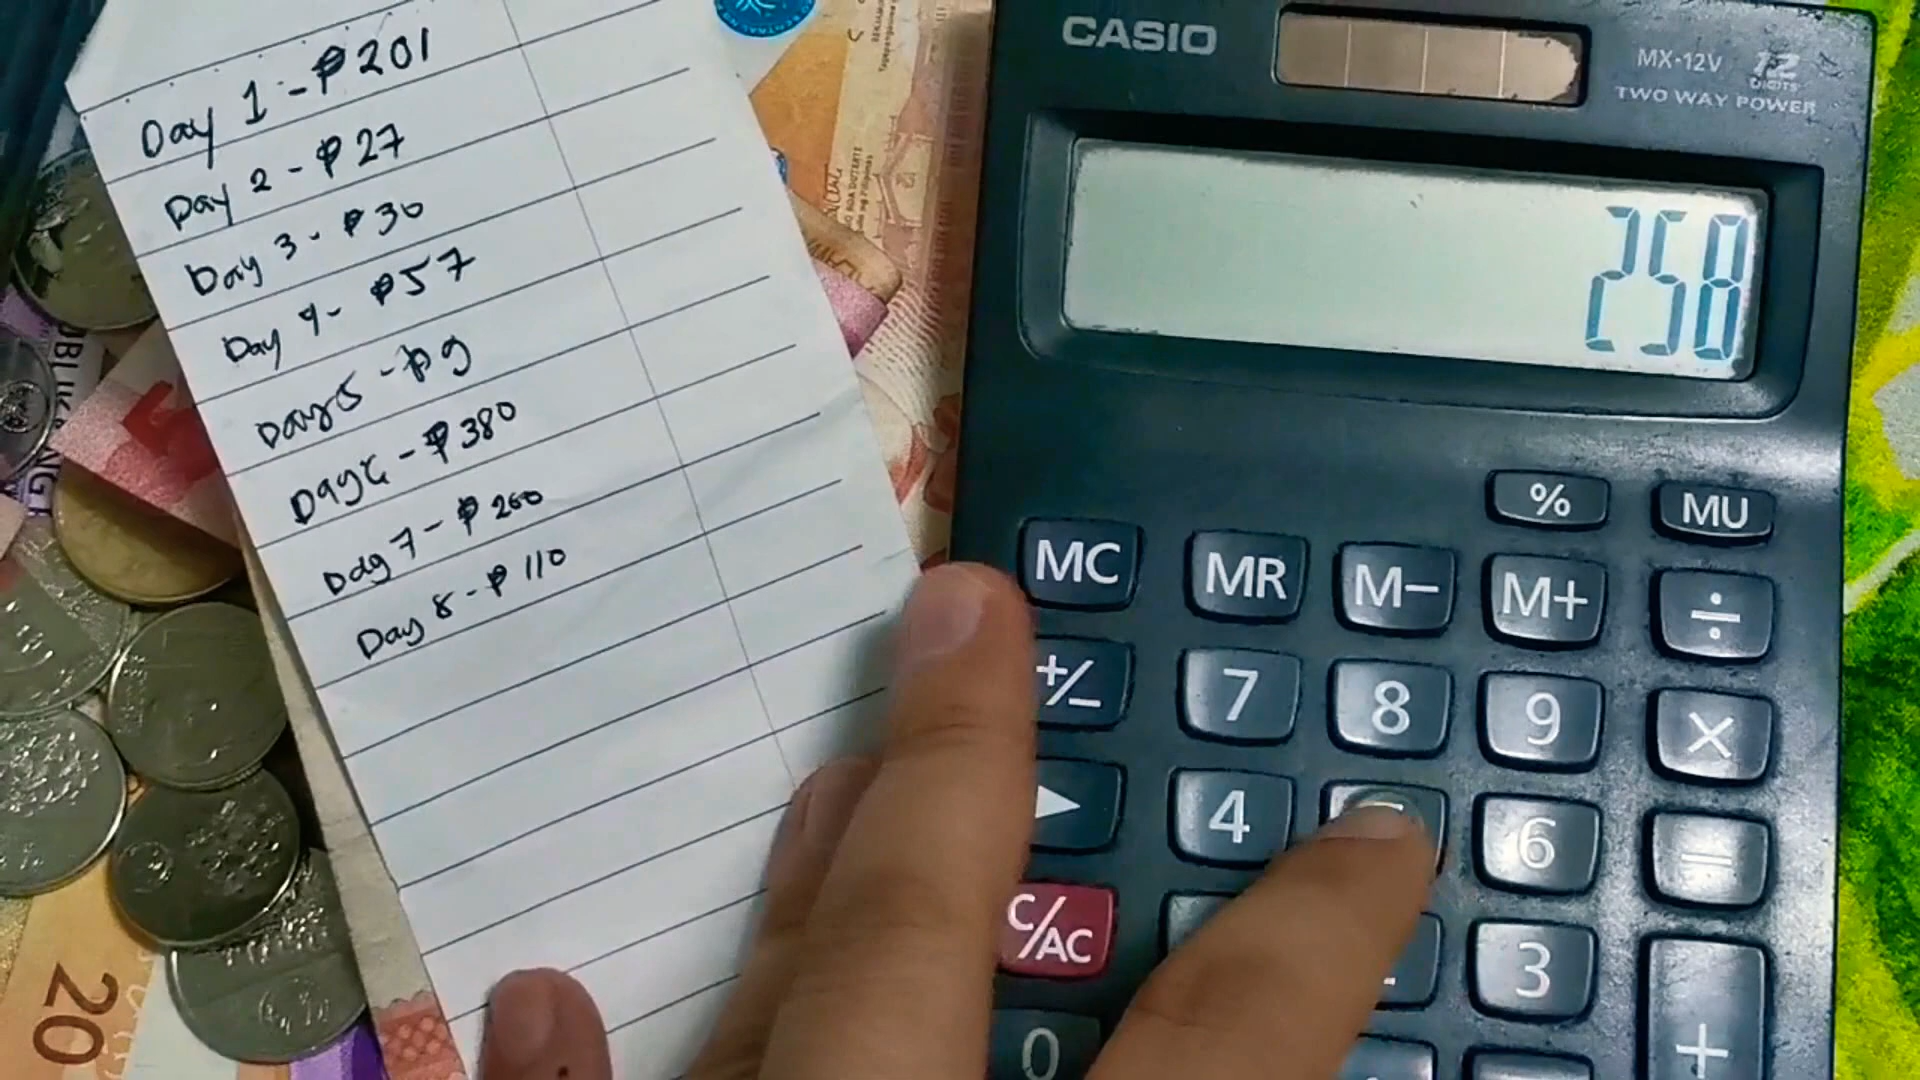 Day 1 - ₱201
Day 2 - ₱27
Day 3 - ₱30
Day 4 - ₱57
Day 5 - ₱9
Day 6 - ₱380
Day 7 - ₱260
Day 8 - ₱110
CASIO
MX-12V
12
DIGITS
TWO WAY POWER
258
% MU
MC MR M− M+ ÷
+/− 7 8 9 ×
▶ 4 6 =
C/AC 3
0 +
20